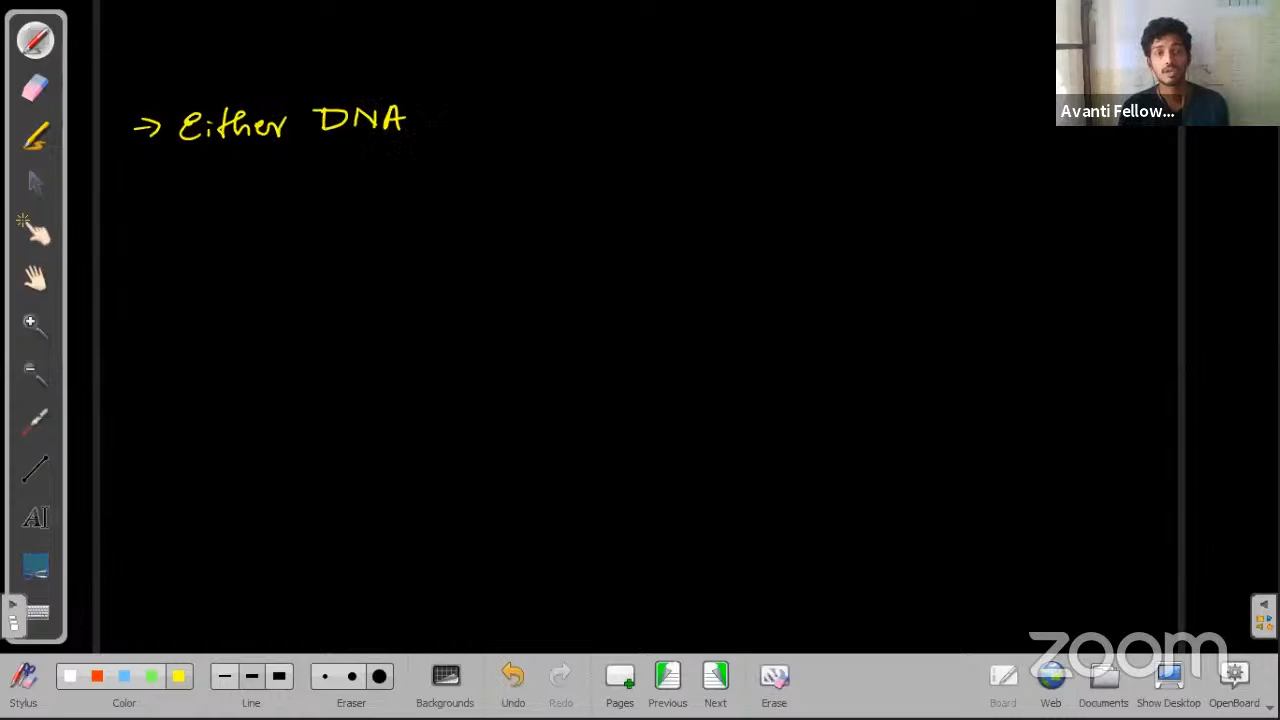 Avanti Fellow...
→ Either DNA
AI
zoom
Stylus Color Line Eraser Backgrounds Undo Redo Pages Previous Next Erase Board Web Documents Show Desktop OpenBoard